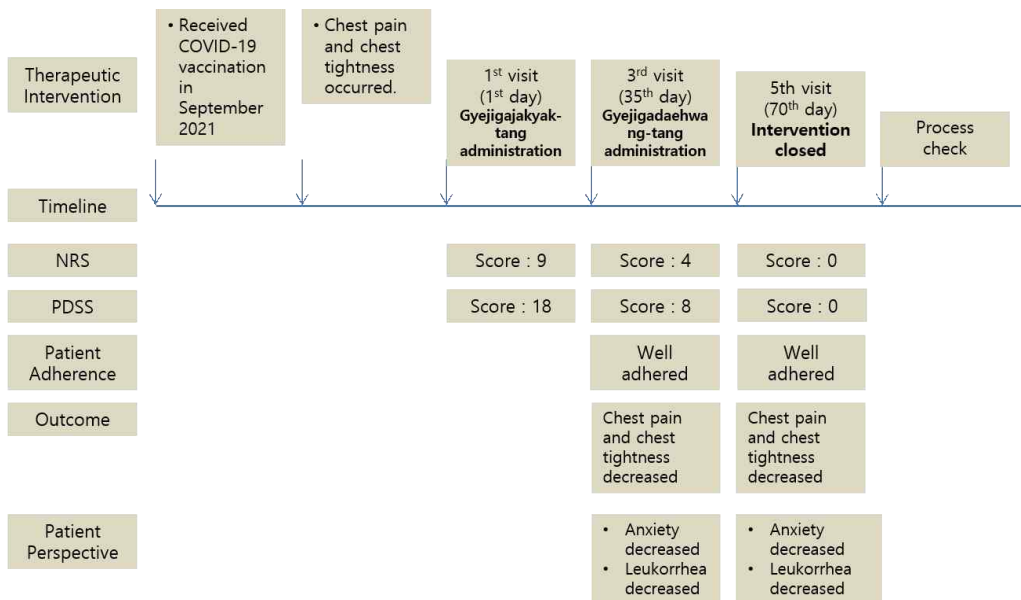 Therapeutic
Intervention
• Received
COVID-19
vaccination
in
September
2021
• Chest pain
and chest
tightness
occurred.
1st visit
(1st day)
Gyejigajakyak-
tang
administration
3rd visit
(35th day)
Gyejigadaehwa
ng-tang
administration
5th visit
(70th day)
Intervention
closed
Process
check
Timeline
NRS
Score : 9
Score : 4
Score : 0
PDSS
Score : 18
Score : 8
Score : 0
Patient
Adherence
Well
adhered
Well
adhered
Outcome
Chest pain
and chest
tightness
decreased
Chest pain
and chest
tightness
decreased
Patient
Perspective
• Anxiety
decreased
• Leukorrhea
decreased
• Anxiety
decreased
• Leukorrhea
decreased